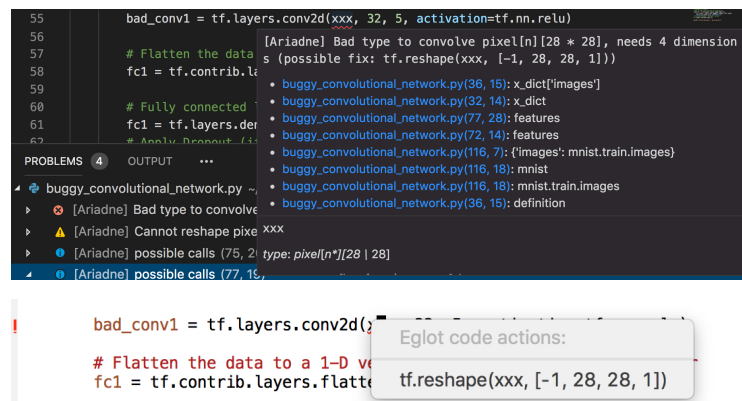 55 bad_conv1 = tf.layers.conv2d(xxx, 32, 5, activation=tf.nn.relu)
56
57 # Flatten the data
58 fc1 = tf.contrib.la
59
60 # Fully connected
61 fc1 = tf.layers.den
62 # Apply Dropout (i
[Ariadne] Bad type to convolve pixel[n][28 * 28], needs 4 dimension
s (possible fix: tf.reshape(xxx, [-1, 28, 28, 1]))
• buggy_convolutional_network.py(36, 15): x_dict['images']
• buggy_convolutional_network.py(32, 14): x_dict
• buggy_convolutional_network.py(77, 28): features
• buggy_convolutional_network.py(72, 14): features
• buggy_convolutional_network.py(116, 7): {'images': mnist.train.images}
• buggy_convolutional_network.py(116, 18): mnist
• buggy_convolutional_network.py(116, 18): mnist.train.images
• buggy_convolutional_network.py(36, 15): definition
xxx
type: pixel[n*][28 | 28]
PROBLEMS 4 OUTPUT •••
buggy_convolutional_network.py
[Ariadne] Bad type to convolve
[Ariadne] Cannot reshape pixe
[Ariadne] possible calls (75, 2
[Ariadne] possible calls (77, 19)
bad_conv1 = tf.layers.conv2d(x
Eglot code actions:
# Flatten the data to a 1-D ve
fc1 = tf.contrib.layers.flatte
tf.reshape(xxx, [-1, 28, 28, 1])